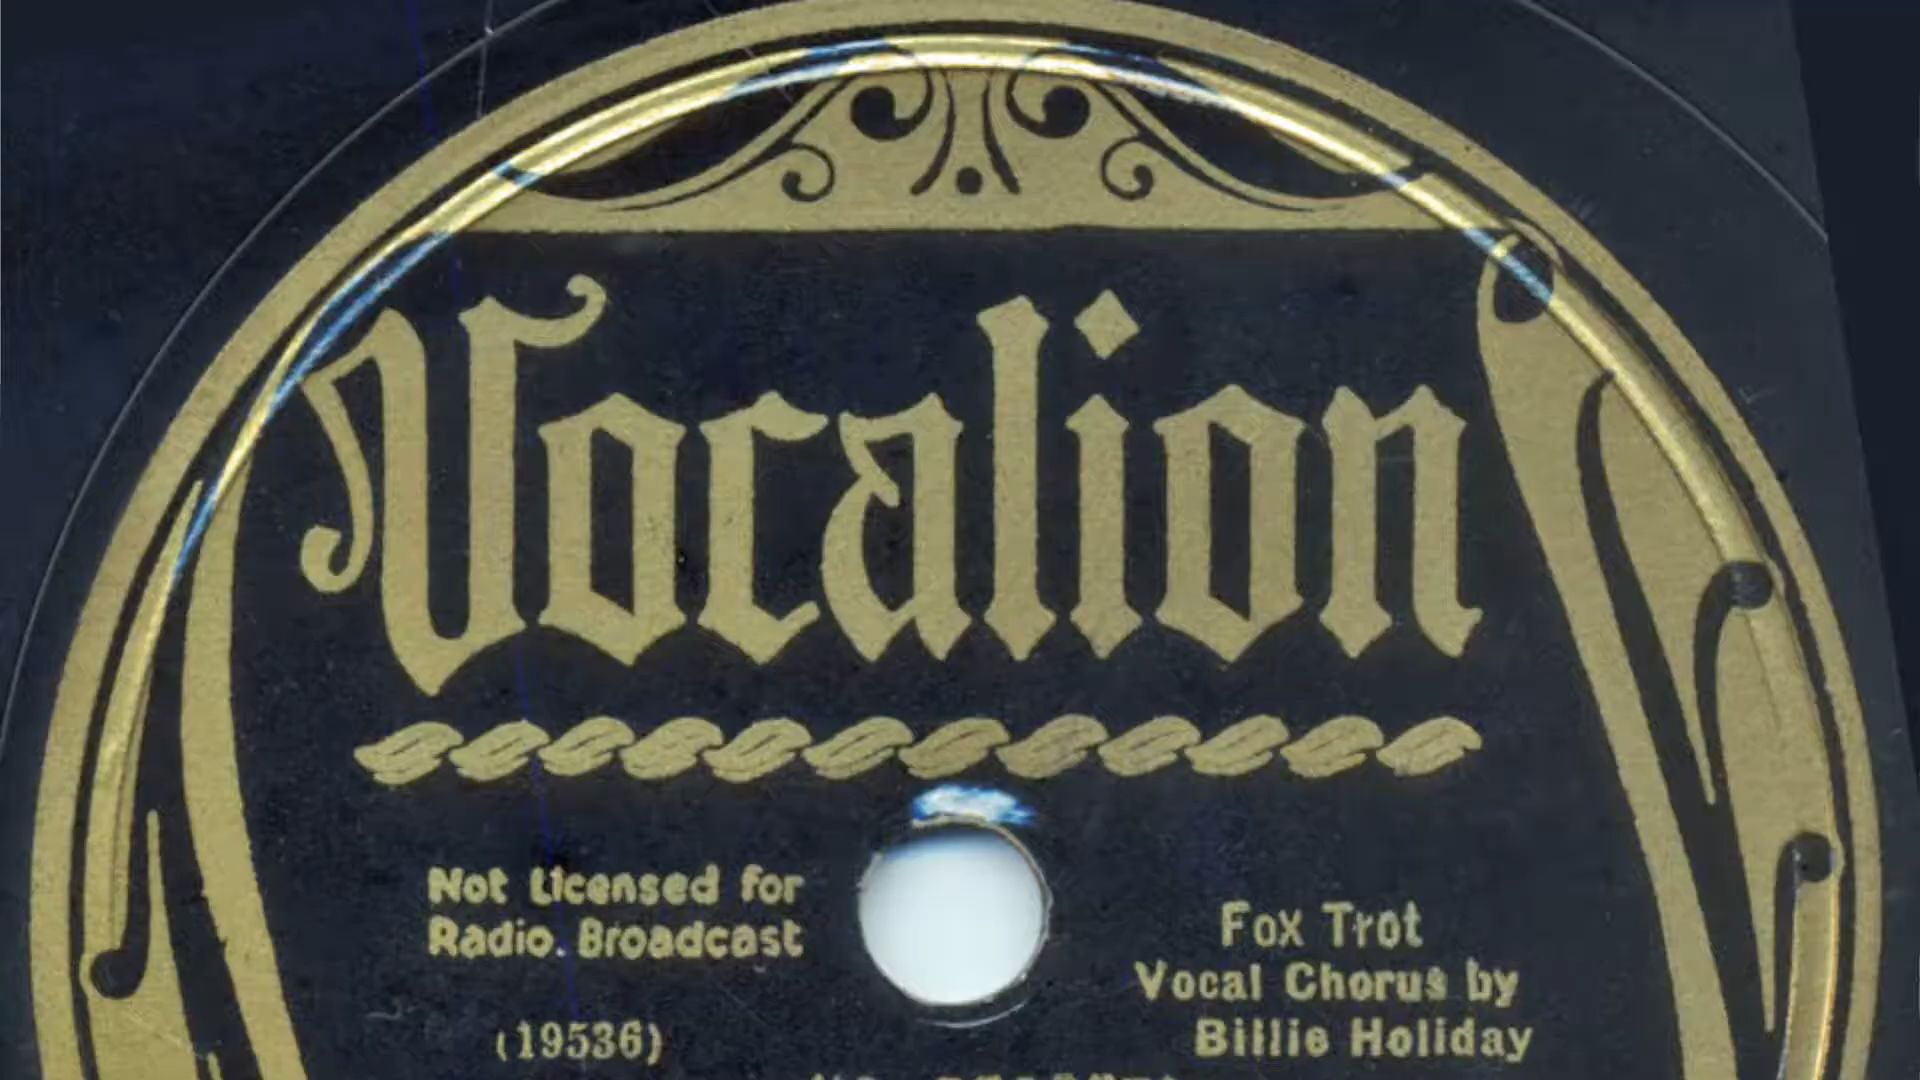 Vocalion
Not Licensed for
Radio. Broadcast
Fox Trot
Vocal Chorus by
Billie Holiday
(19536)